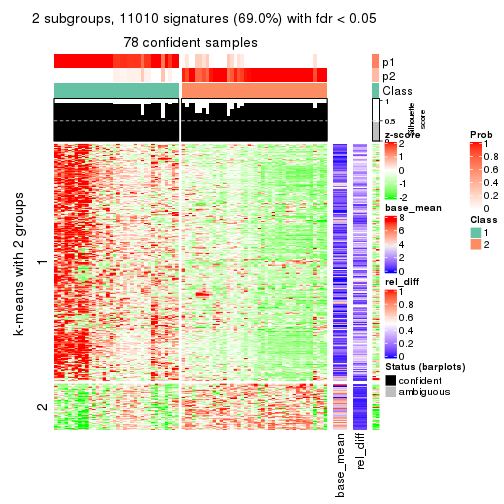 2 subgroups, 11010 signatures (69.0%) with fdr < 0.05
78 confident samples
p1
p2
Class
1
0.5
0
Silhouette
score
k-means with 2 groups
1
2
base_mean
rel_diff
z-score
2
1
0
-1
-2
base_mean
8
6
4
2
0
rel_diff
1
0.8
0.6
0.4
0.2
0
Status (barplots)
confident
ambiguous
Prob
1
0.8
0.6
0.4
0.2
0
Class
1
2